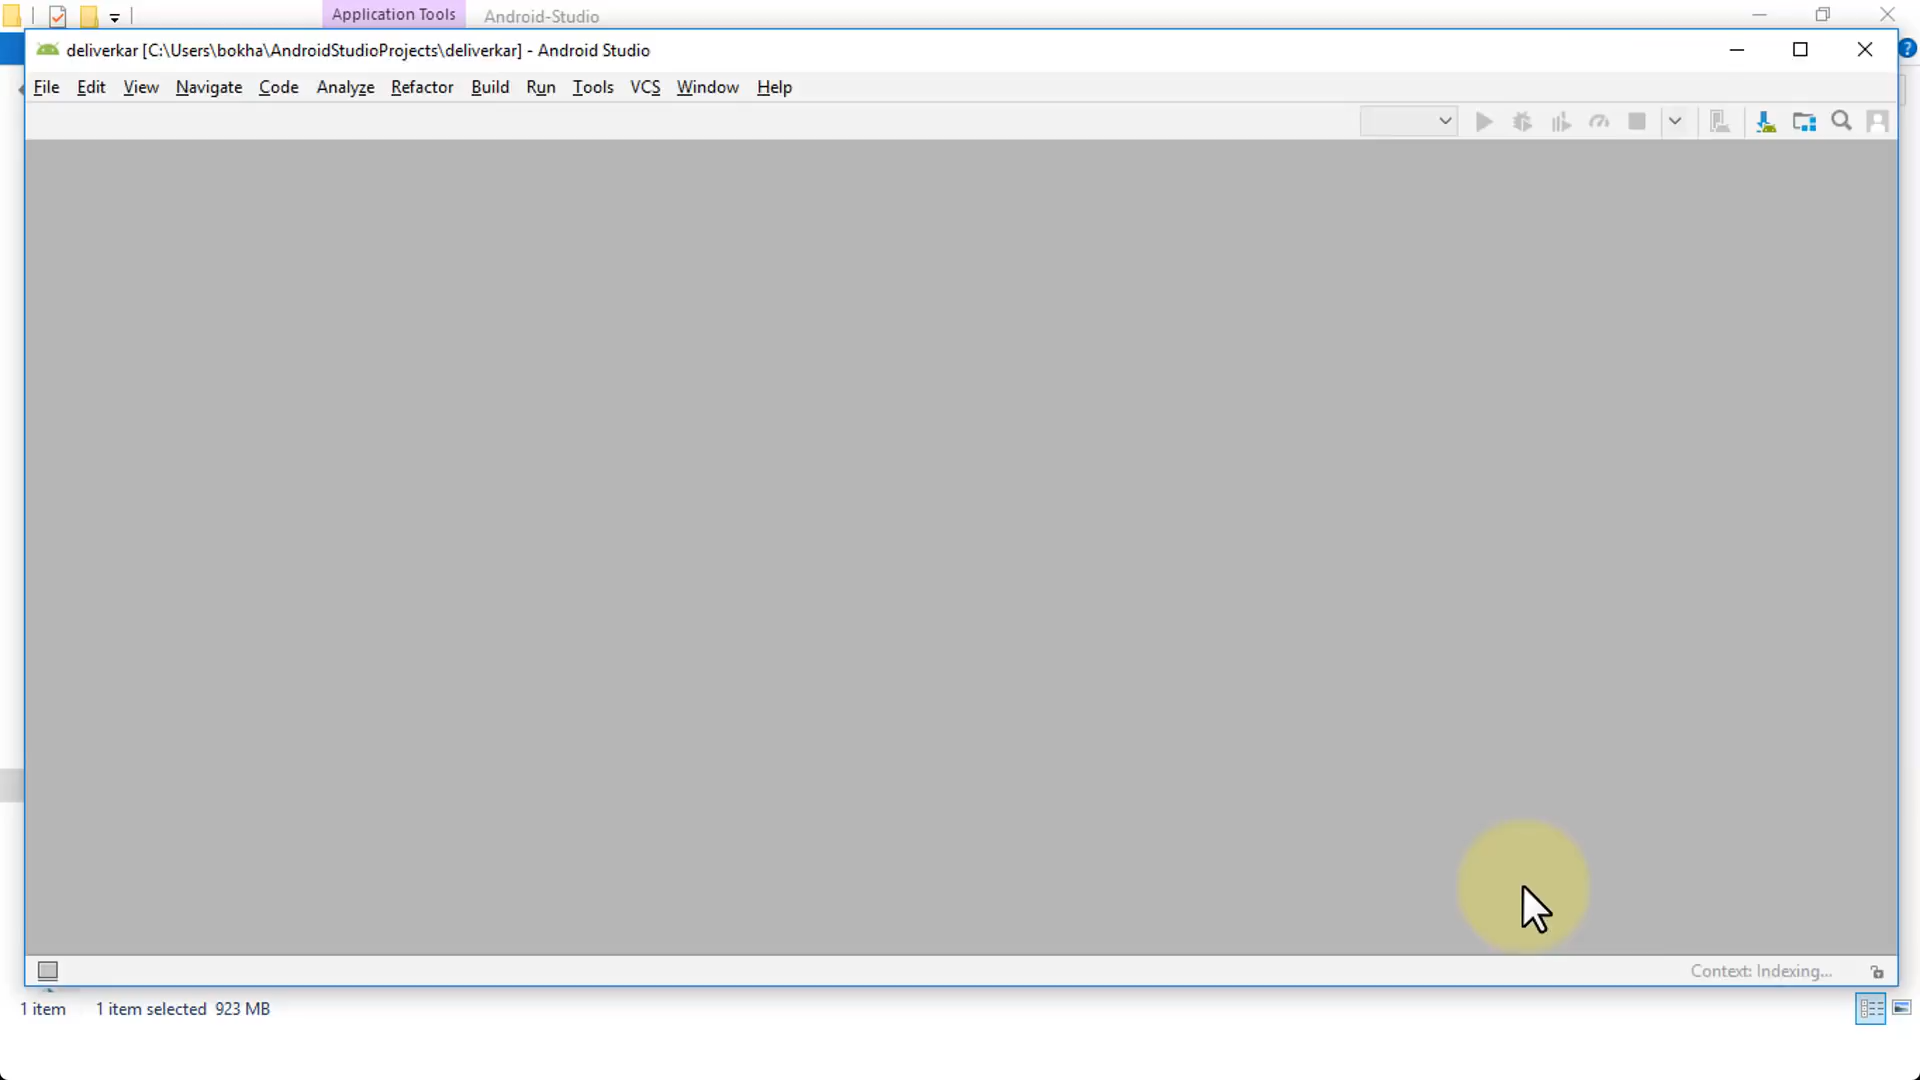 Application Tools Android-Studio
deliverkar [C:\Users\bokha\AndroidStudioProjects\deliverkar] - Android Studio
File Edit View Navigate Code Analyze Refactor Build Run Tools VCS Window Help
Context: Indexing...
1 item 1 item selected 923 MB